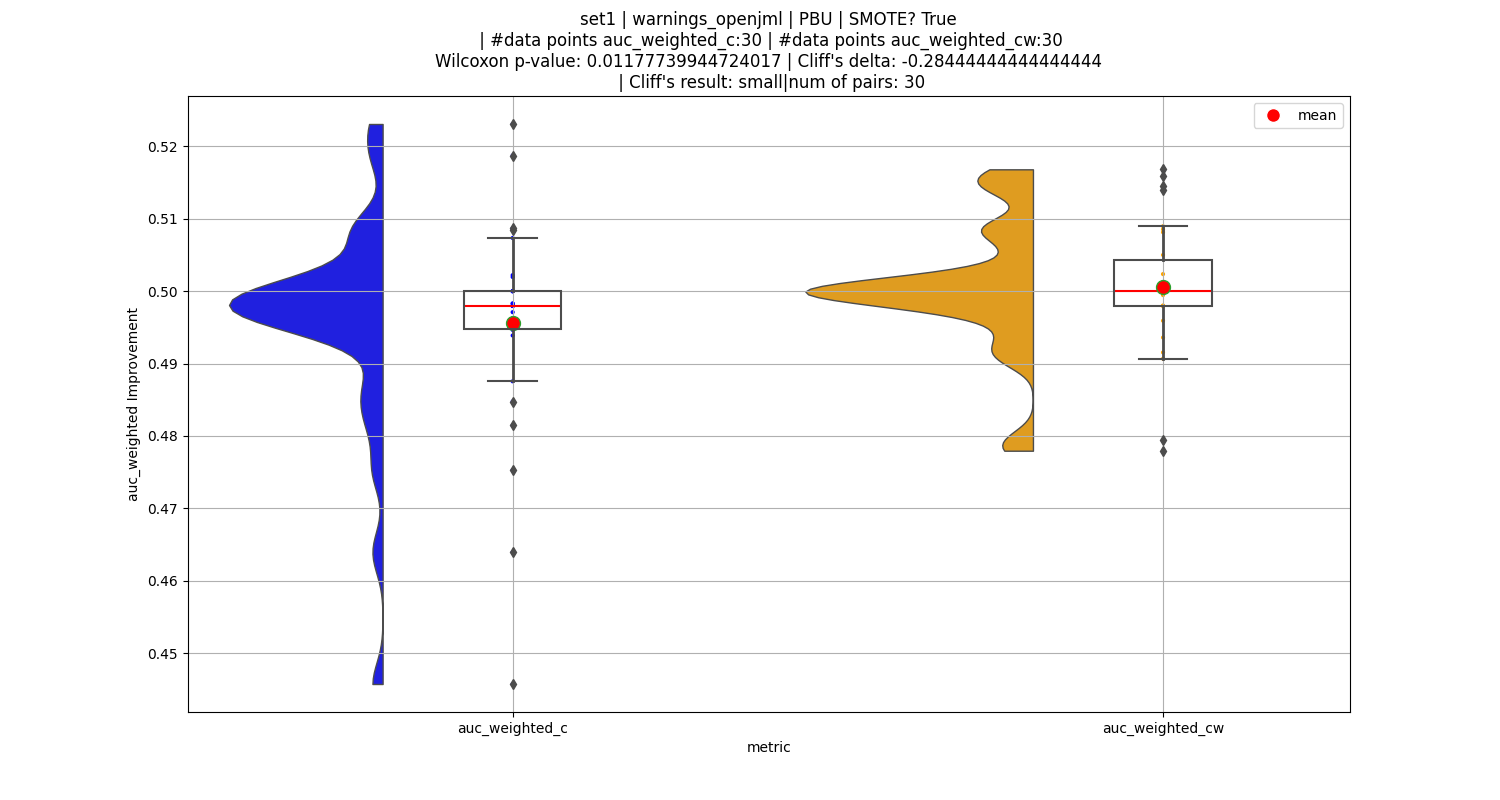 set1 | warnings_openjml | PBU | SMOTE? True
| #data points auc_weighted_c:30 | #data points auc_weighted_cw:30
Wilcoxon p-value: 0.01177739944724017 | Cliff's delta: -0.28444444444444444
| Cliff's result: small|num of pairs: 30
mean
0.52
0.51
0.50
0.49
0.48
0.47
0.46
0.45
auc_weighted Improvement
auc_weighted_c
auc_weighted_cw
metric